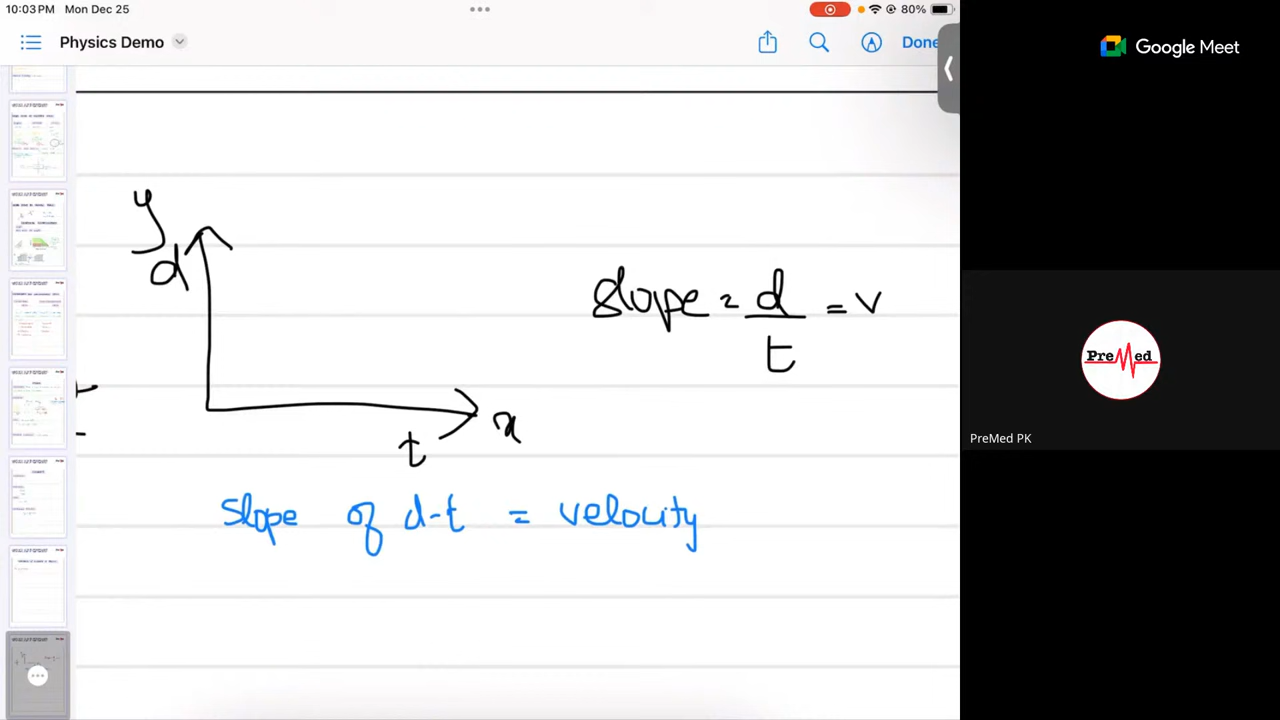 10:03 PM Mon Dec 25
80%
Physics Demo
Done
Google Meet
y
d
slope = d/t = v
t x
slope of d-t = velocity
PreMed
PreMed PK